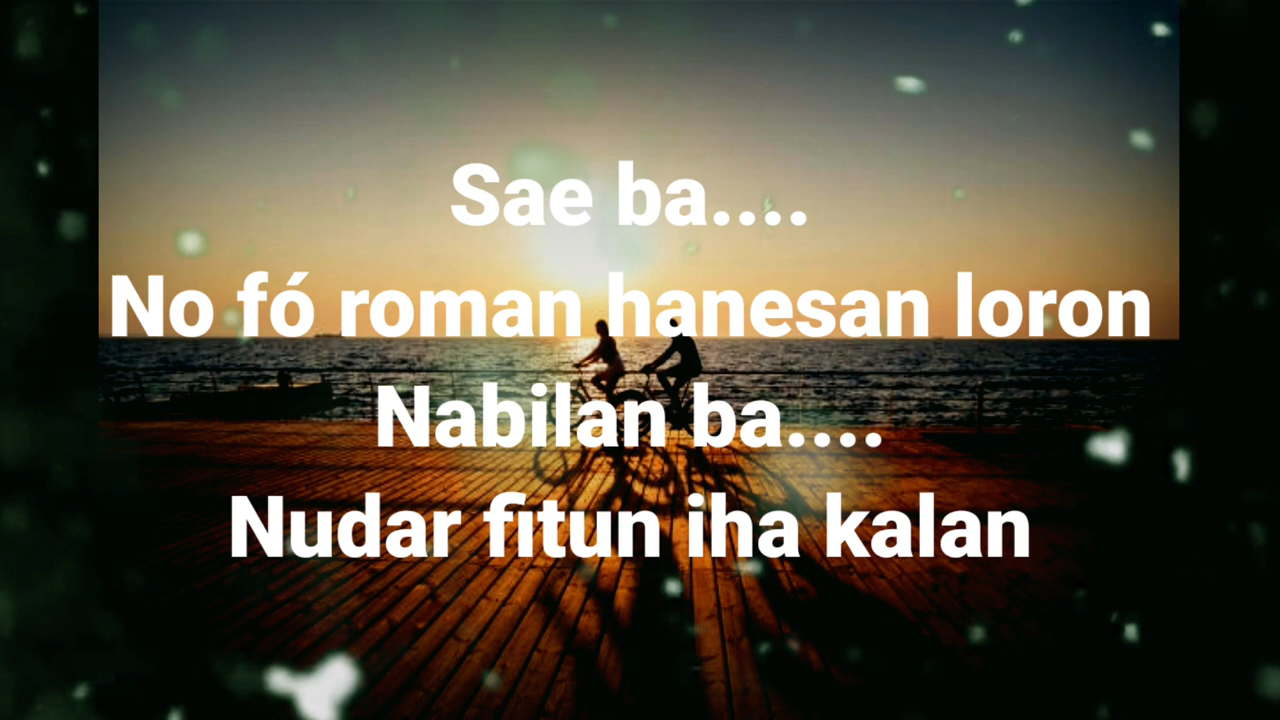 Sae ba....
No fó roman hanesan loron
Nabilan ba....
Nudar fitun iha kalan